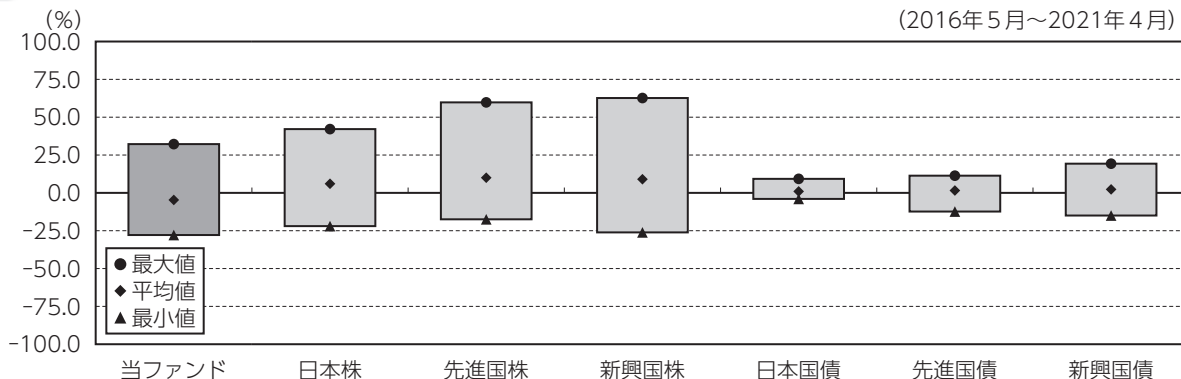 (%)
(2016年5月～2021年4月)
100.0
75.0
50.0
25.0
0.0
-25.0
-50.0
-75.0
-100.0
● 最大値
◆ 平均値
▲ 最小値
当ファンド 日本株 先進国株 新興国株 日本国債 先進国債 新興国債